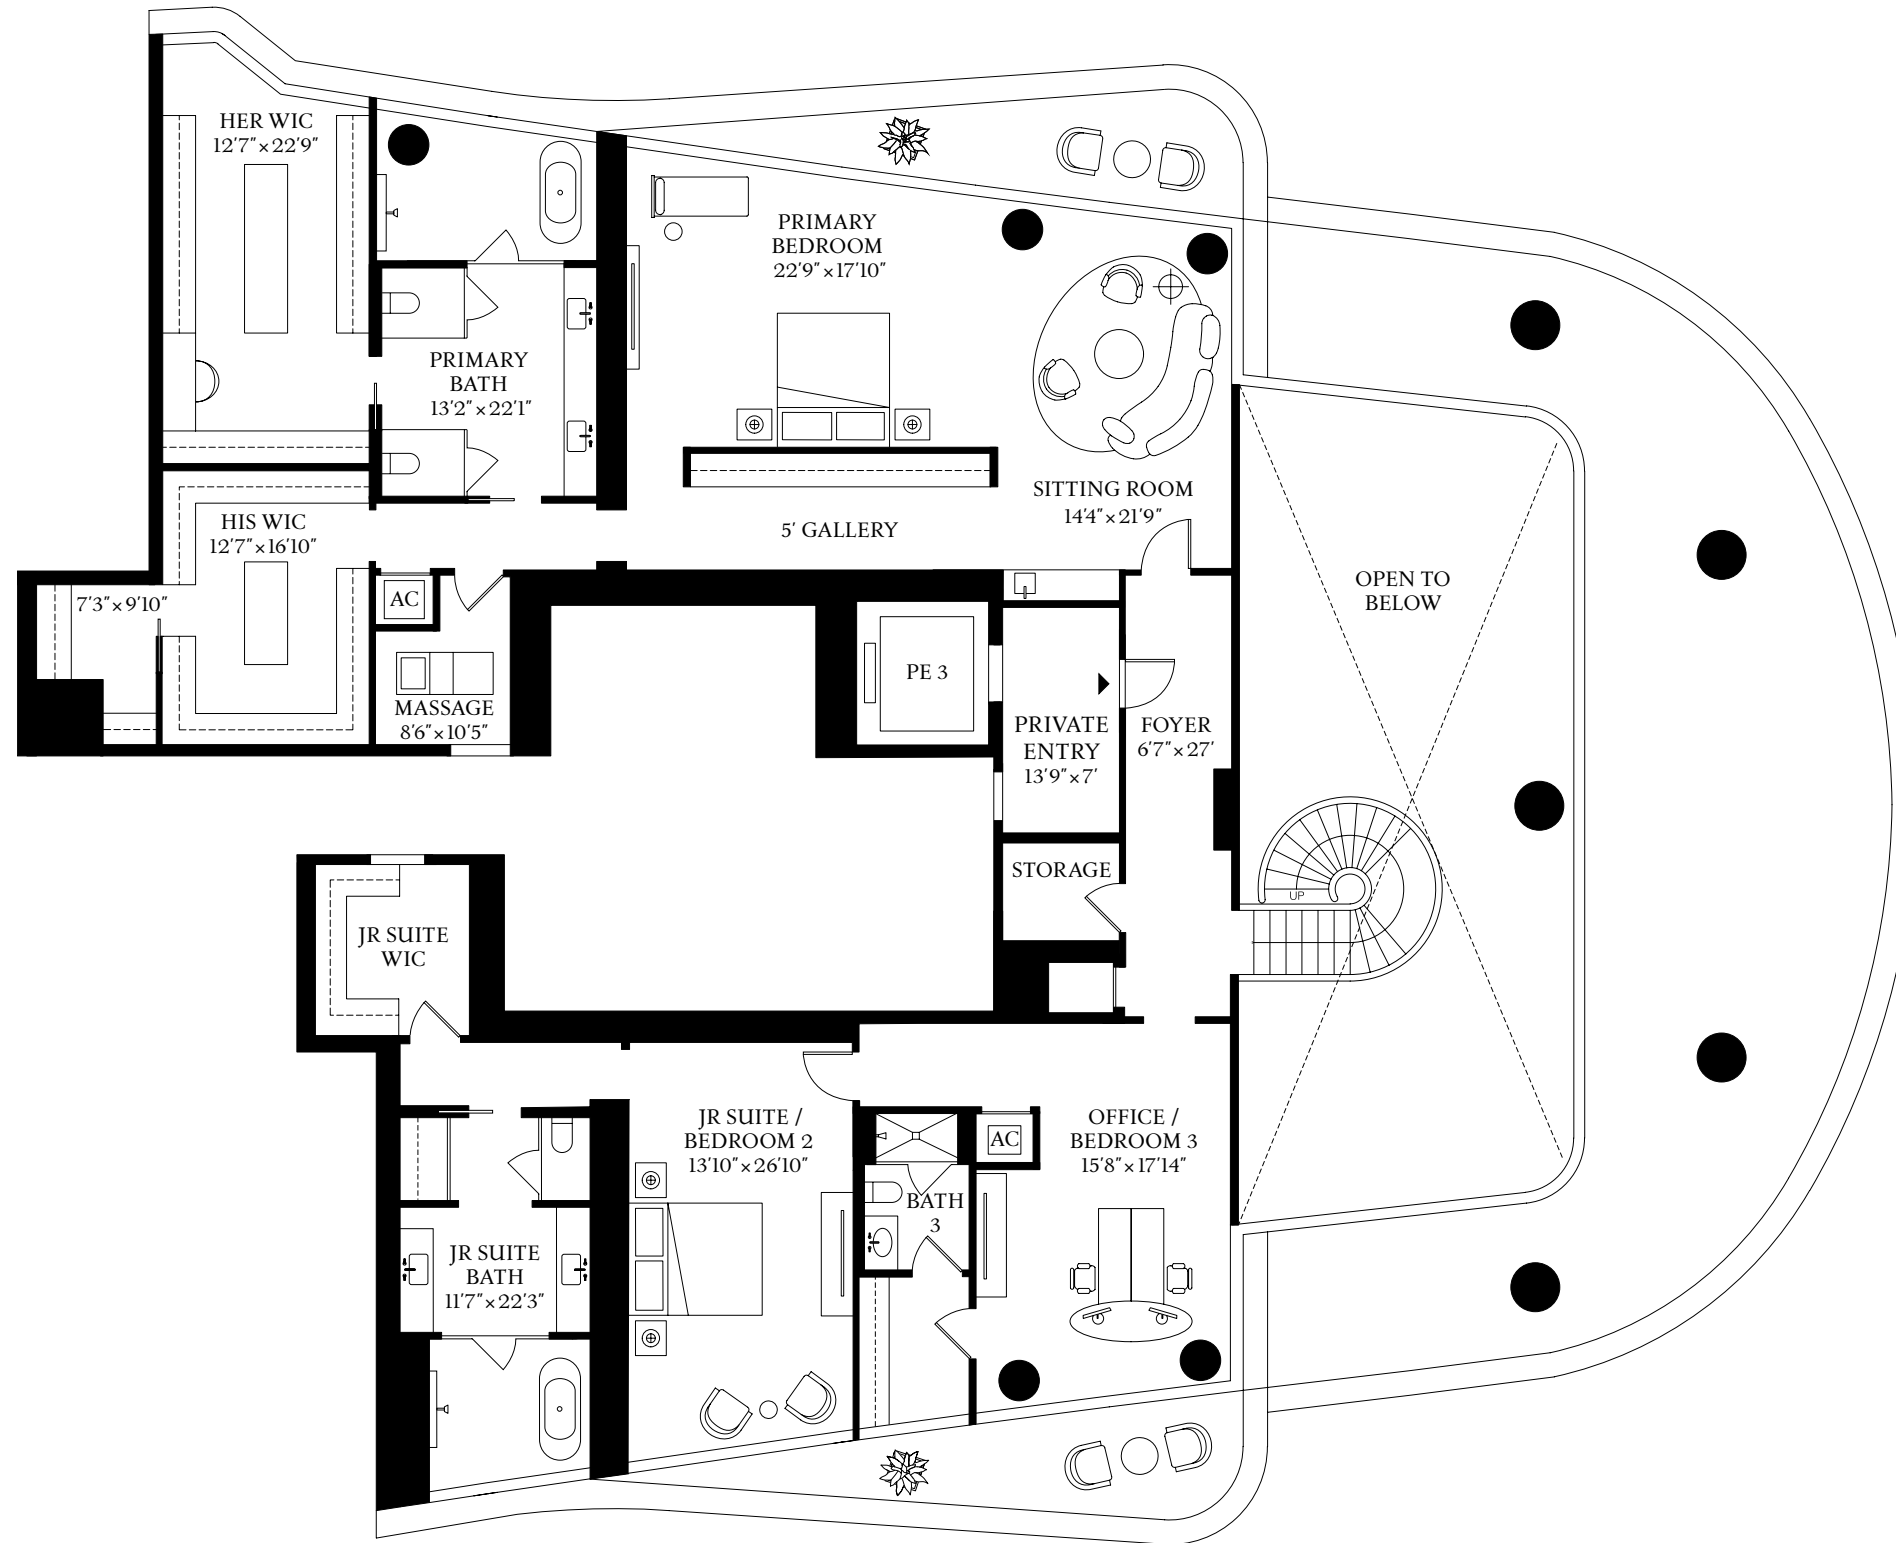 HER WIC
12'7"×22'9"
PRIMARY
BEDROOM
22'9"×17'10"
PRIMARY
BATH
13'2"×22'1"
SITTING ROOM
14'4"×21'9"
HIS WIC
12'7"×16'10"
5' GALLERY
7'3"×9'10"
AC
OPEN TO
BELOW
PE 3
MASSAGE
8'6"×10'5"
PRIVATE
ENTRY
13'9"×7'
FOYER
6'7"×27'
STORAGE
UP
JR SUITE
WIC
JR SUITE /
BEDROOM 2
13'10"×26'10"
AC
OFFICE /
BEDROOM 3
15'8"×17'14"
BATH
3
JR SUITE
BATH
11'7"×22'3"